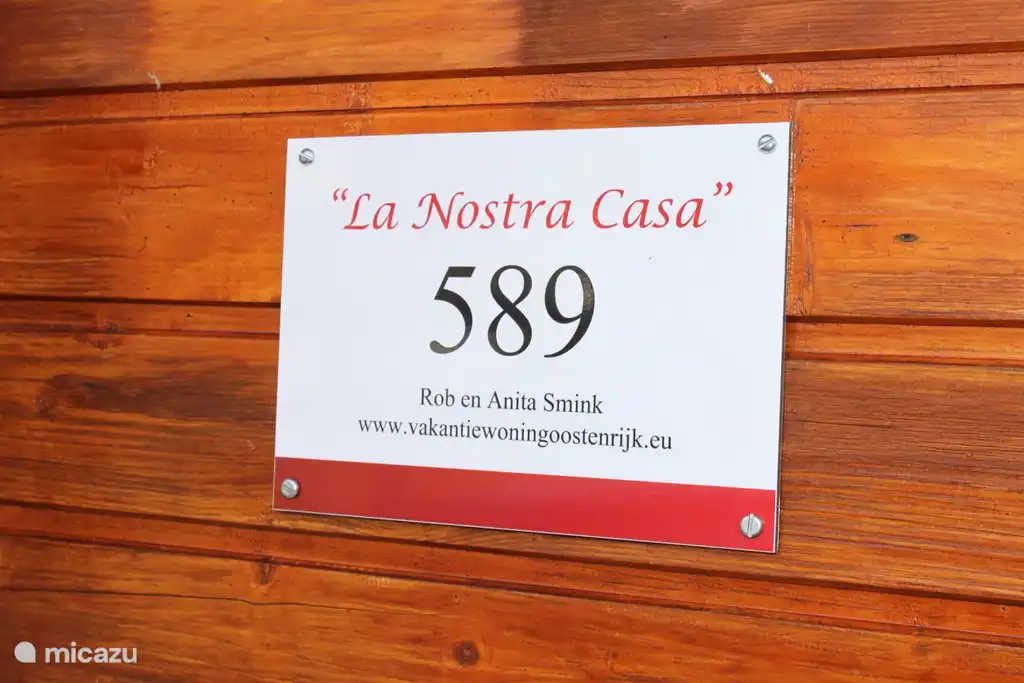 “La Nostra Casa”
589
Rob en Anita Smink
www.vakantiewoningoostenrijk.eu
micazu